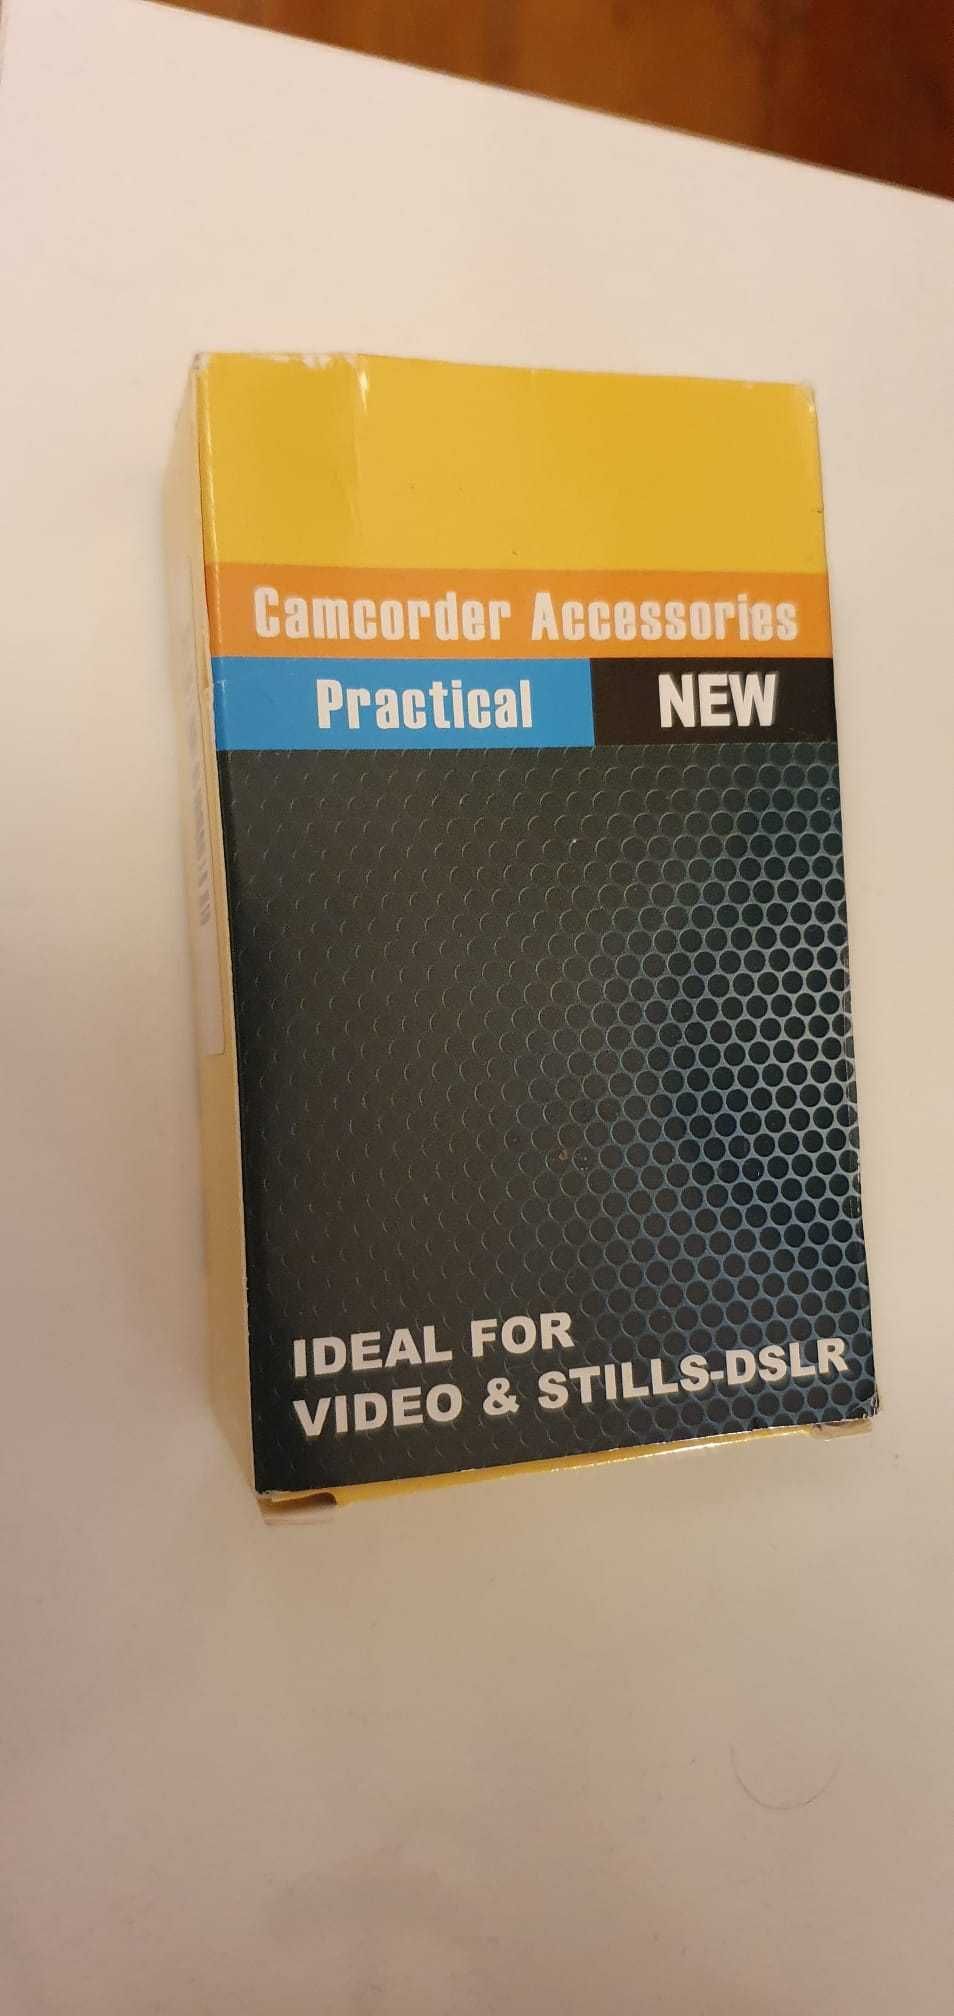 Camcorder Accessories
Practical NEW
IDEAL FOR
VIDEO & STILLS-DSLR